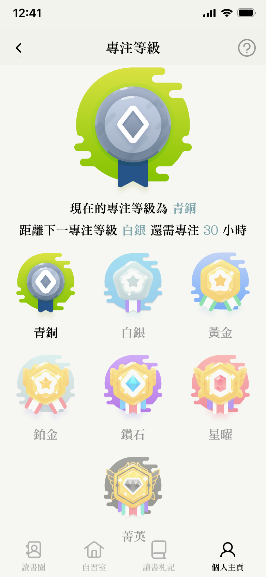 12:41
專注等級
?
現在的專注等級為 青銅
距離下一專注等級 白銀 還需專注 30 小時
青銅
白銀
黃金
鉑金
鑽石
星曜
菁英
讀書圈
自習室
讀書札記
個人主頁